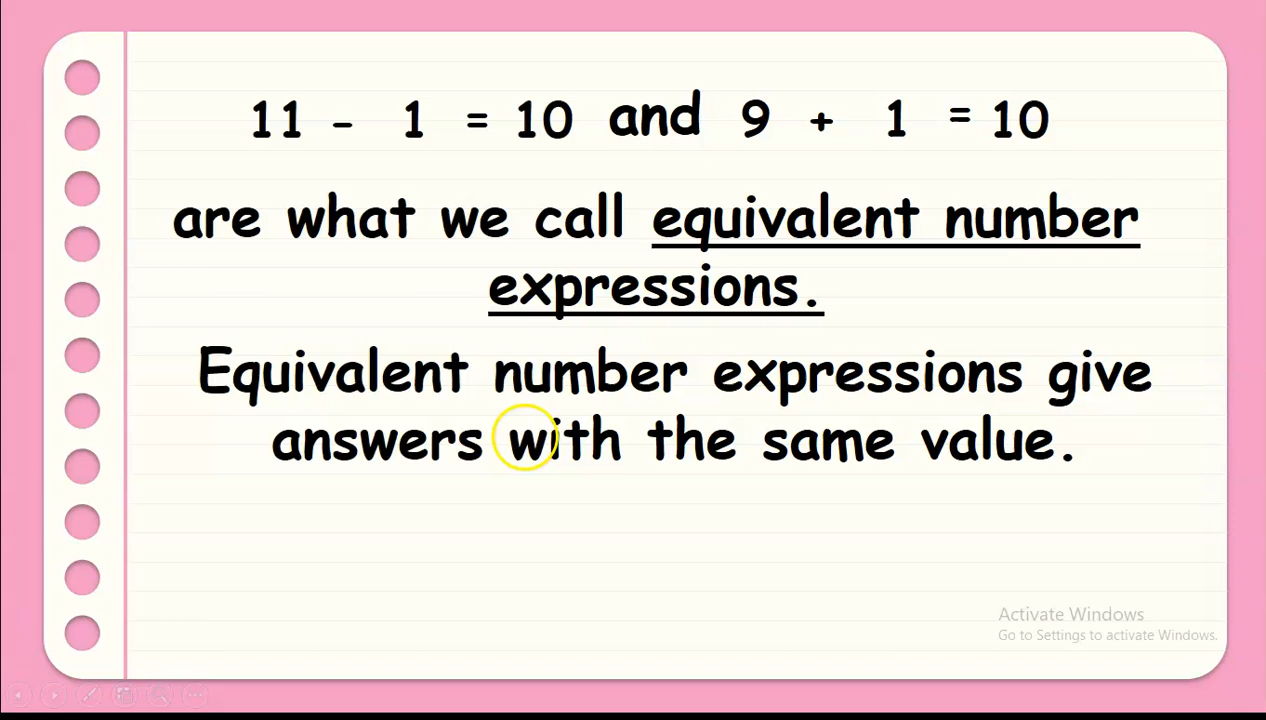 11 - 1 = 10 and 9 + 1 = 10
are what we call equivalent number
expressions.
Equivalent number expressions give
answers with the same value.
Activate Windows
Go to Settings to activate Windows.